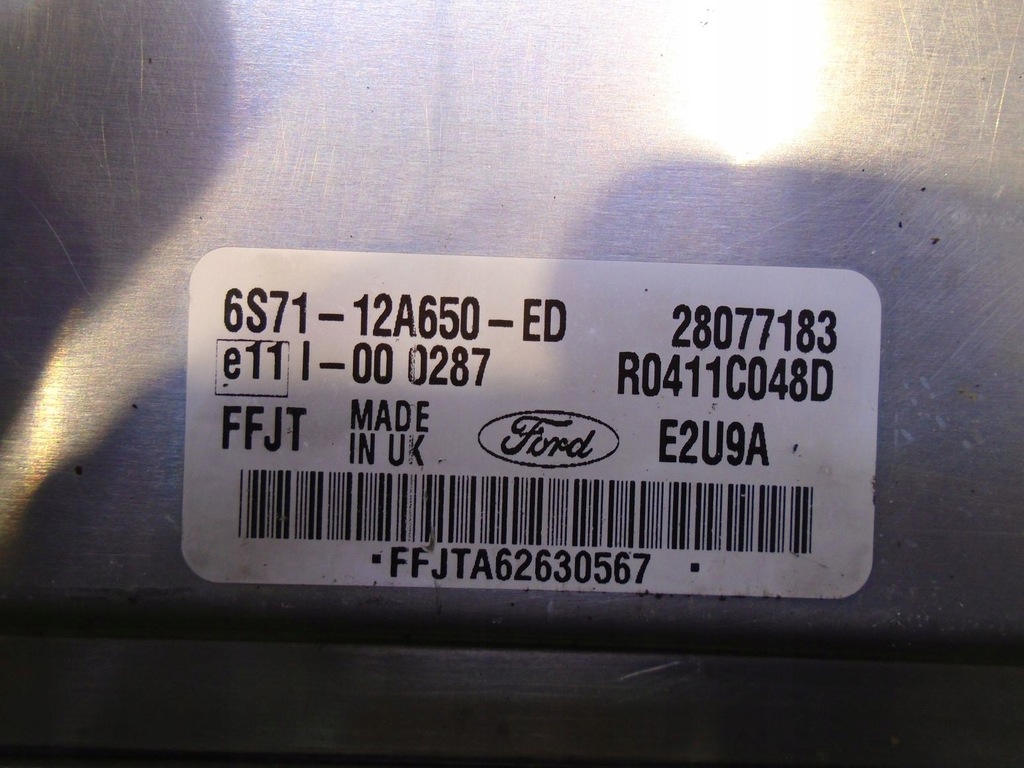 6S71-12A650-ED 28077183
e11 I-00 0287 R0411C048D
FFJT MADE IN UK Ford E2U9A
·FFJTA62630567 ·